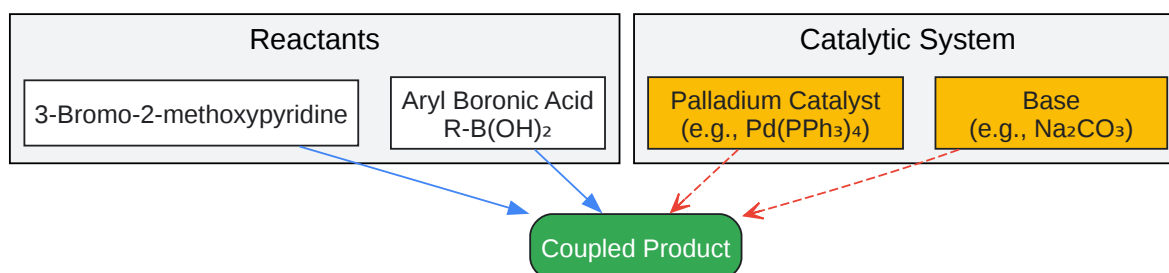 Reactants
Catalytic System
3-Bromo-2-methoxypyridine
Aryl Boronic Acid
R-B(OH)₂
Palladium Catalyst
(e.g., Pd(PPh₃)₄)
Base
(e.g., Na₂CO₃)
Coupled Product